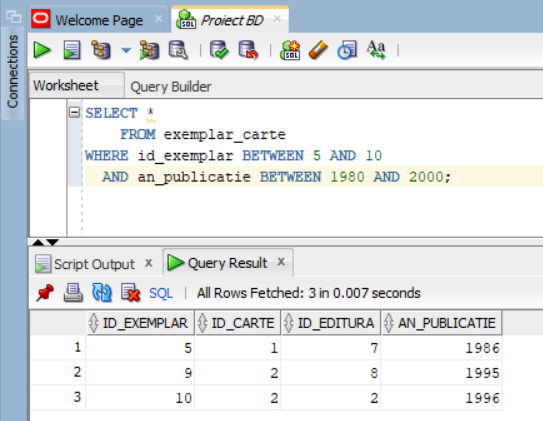 Welcome Page × Proiect BD ×
Connections
Worksheet Query Builder
SELECT *
FROM exemplar_carte
WHERE id_exemplar BETWEEN 5 AND 10
AND an_publicatie BETWEEN 1980 AND 2000;
Script Output × Query Result ×
SQL | All Rows Fetched: 3 in 0.007 seconds
ID_EXEMPLAR ID_CARTE ID_EDITURA AN_PUBLICATIE
1 5 1 7 1986
2 9 2 8 1995
3 10 2 2 1996